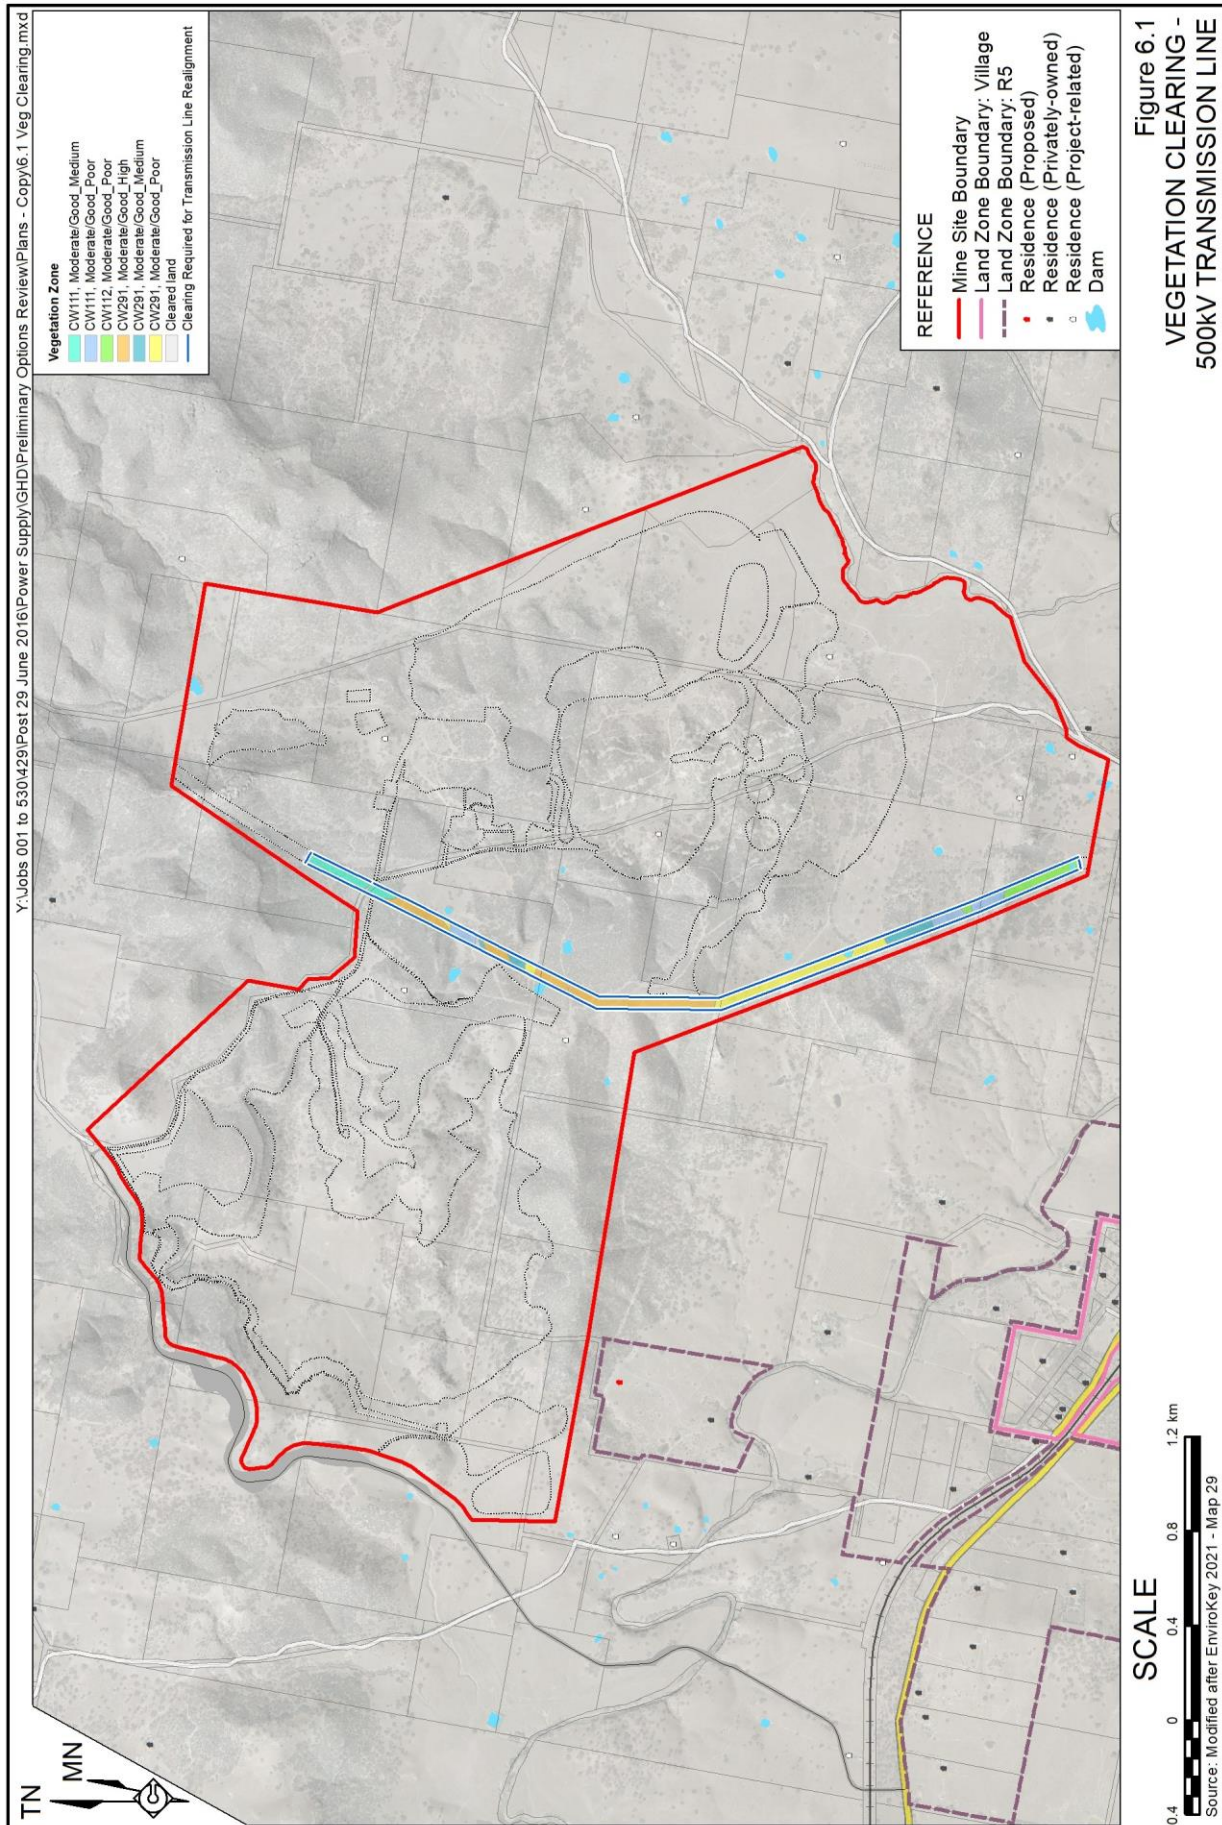 Y:\Jobs 001 to 530\429\Post 29 June 2016\Power Supply\GHD\Preliminary Options Review\Plans - Copy\6.1 Veg Clearing.mxd
TN
MN
Vegetation Zone
CW111, Moderate/Good_Medium
CW111, Moderate/Good_Poor
CW112, Moderate/Good_Poor
CW291, Moderate/Good_High
CW291, Moderate/Good_Medium
CW291, Moderate/Good_Poor
Cleared land
Clearing Required for Transmission Line Realignment
REFERENCE
Mine Site Boundary
Land Zone Boundary: Village
Land Zone Boundary: R5
Residence (Proposed)
Residence (Privately-owned)
Residence (Project-related)
Dam
SCALE
0.4 0 0.4 0.8 1.2 km
Source: Modified after EnviroKey 2021 - Map 29
Figure 6.1
VEGETATION CLEARING -
500kV TRANSMISSION LINE